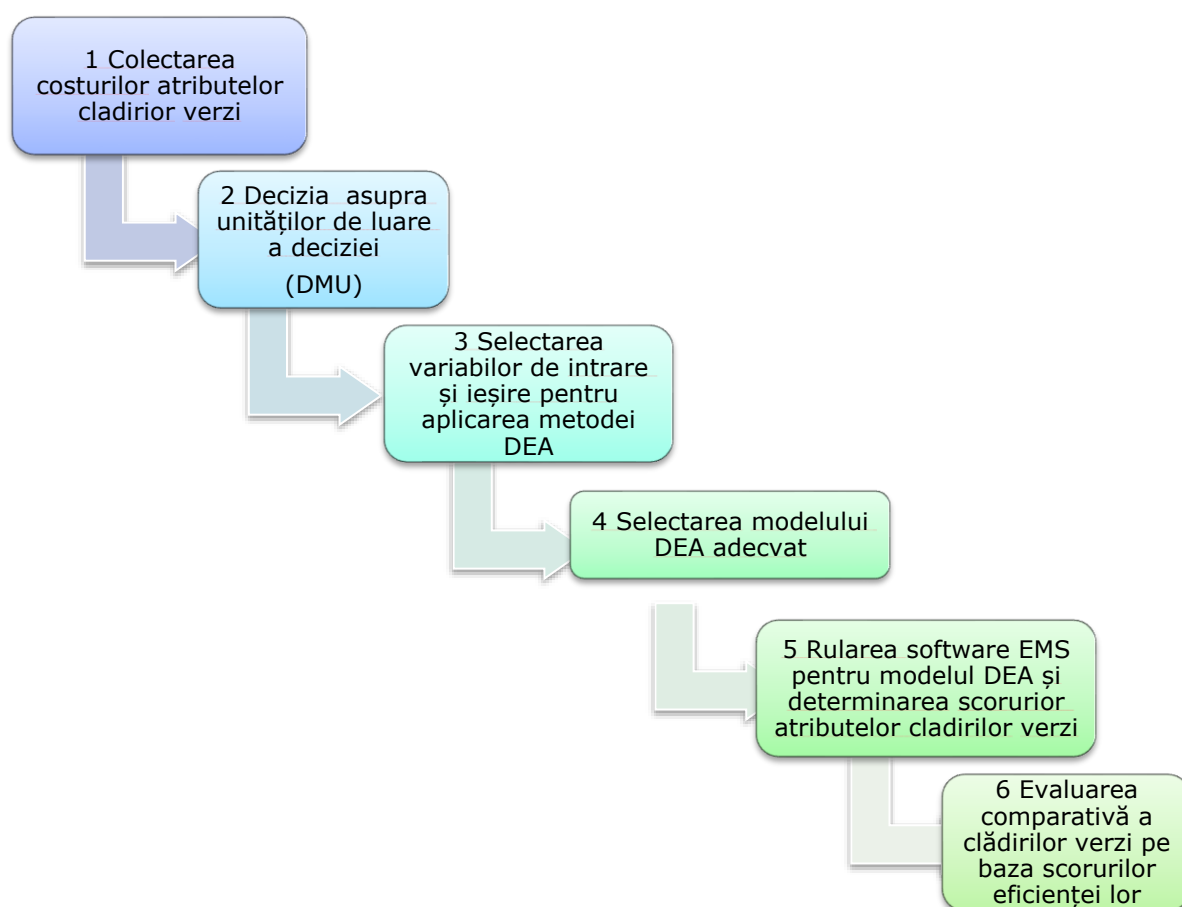 1 Colectarea
costurilor atributelor
cladirior verzi
2 Decizia asupra
unităților de luare
a deciziei
(DMU)
3 Selectarea
variabilor de intrare
și ieșire pentru
aplicarea metodei
DEA
4 Selectarea modelului
DEA adecvat
5 Rularea software EMS
pentru modelul DEA și
determinarea scorurior
atributelor cladirilor verzi
6 Evaluarea
comparativă a
clădirilor verzi pe
baza scorurilor
eficienței lor